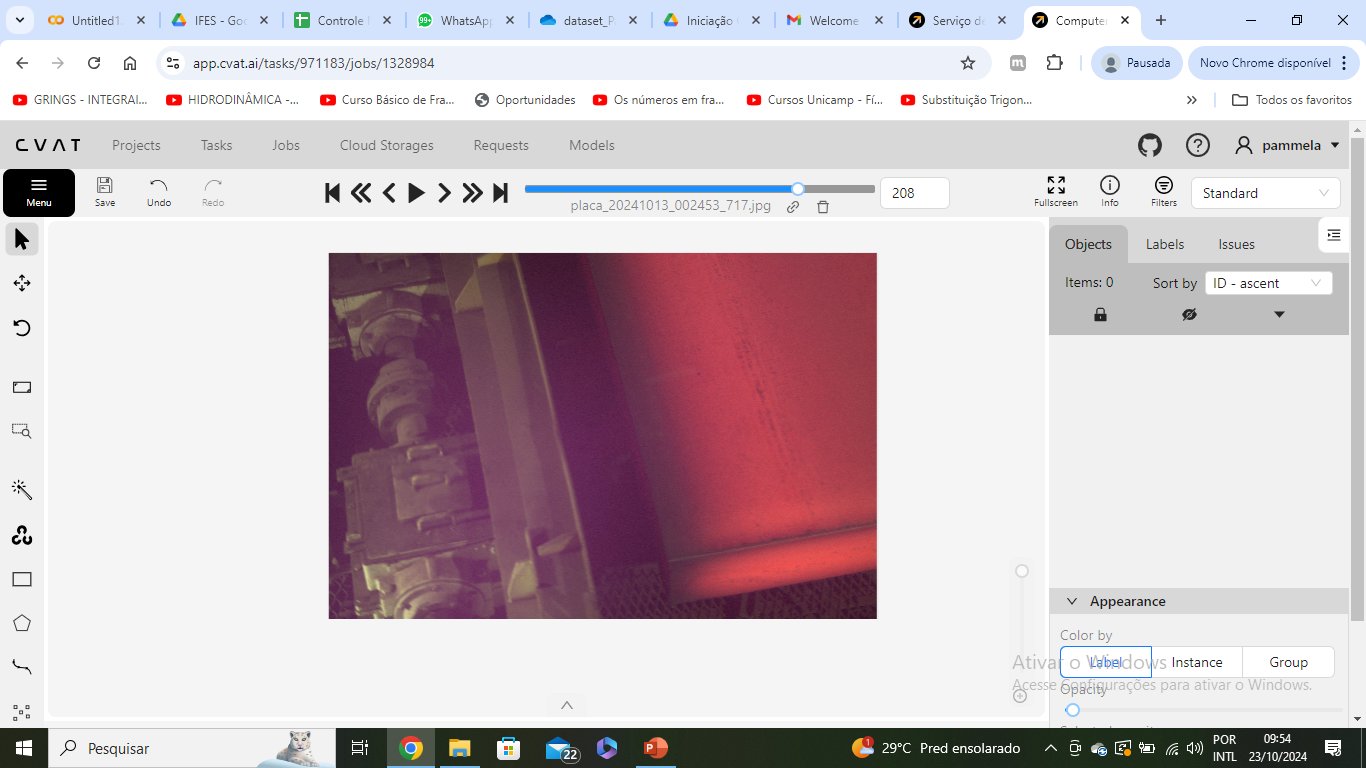 Untitled1.
IFES - Goo
Controle
WhatsApp
dataset_P
Iniciação
Welcome
Serviço de
Computer
app.cvat.ai/tasks/971183/jobs/1328984
Pausada
Novo Chrome disponível
GRINGS - INTEGRAI...
HIDRODINÂMICA -...
Curso Básico de Fra...
Oportunidades
Os números em fra...
Cursos Unicamp - Fí...
Substituição Trigon...
Todos os favoritos
CVAT
Projects
Tasks
Jobs
Cloud Storages
Requests
Models
pammela
Menu
Save
Undo
Redo
placa_20241013_002453_717.jpg
208
Fullscreen
Info
Filters
Standard
Objects
Labels
Issues
Items: 0
Sort by
ID - ascent
Appearance
Color by
Label
Instance
Group
Opacity
Ativar o Windows
Acesse Configurações para ativar o Windows.
Pesquisar
22
1
29°C Pred ensolarado
POR
INTL
09:54
23/10/2024